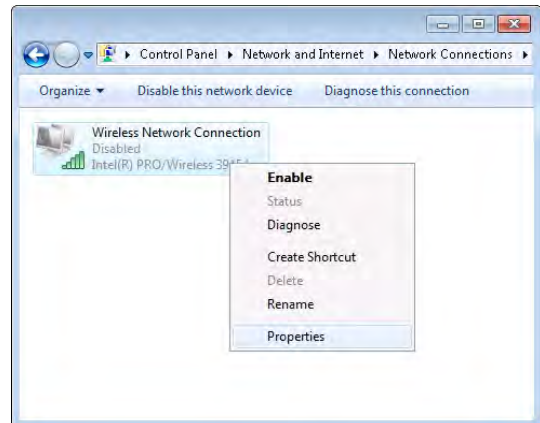 Control Panel Network and Internet Network Connections
Organize Disable this network device Diagnose this connection
Wireless Network Connection
Disabled
Intel(R) PRO/Wireless
Enable
Status
Diagnose
Create Shortcut
Delete
Rename
Properties